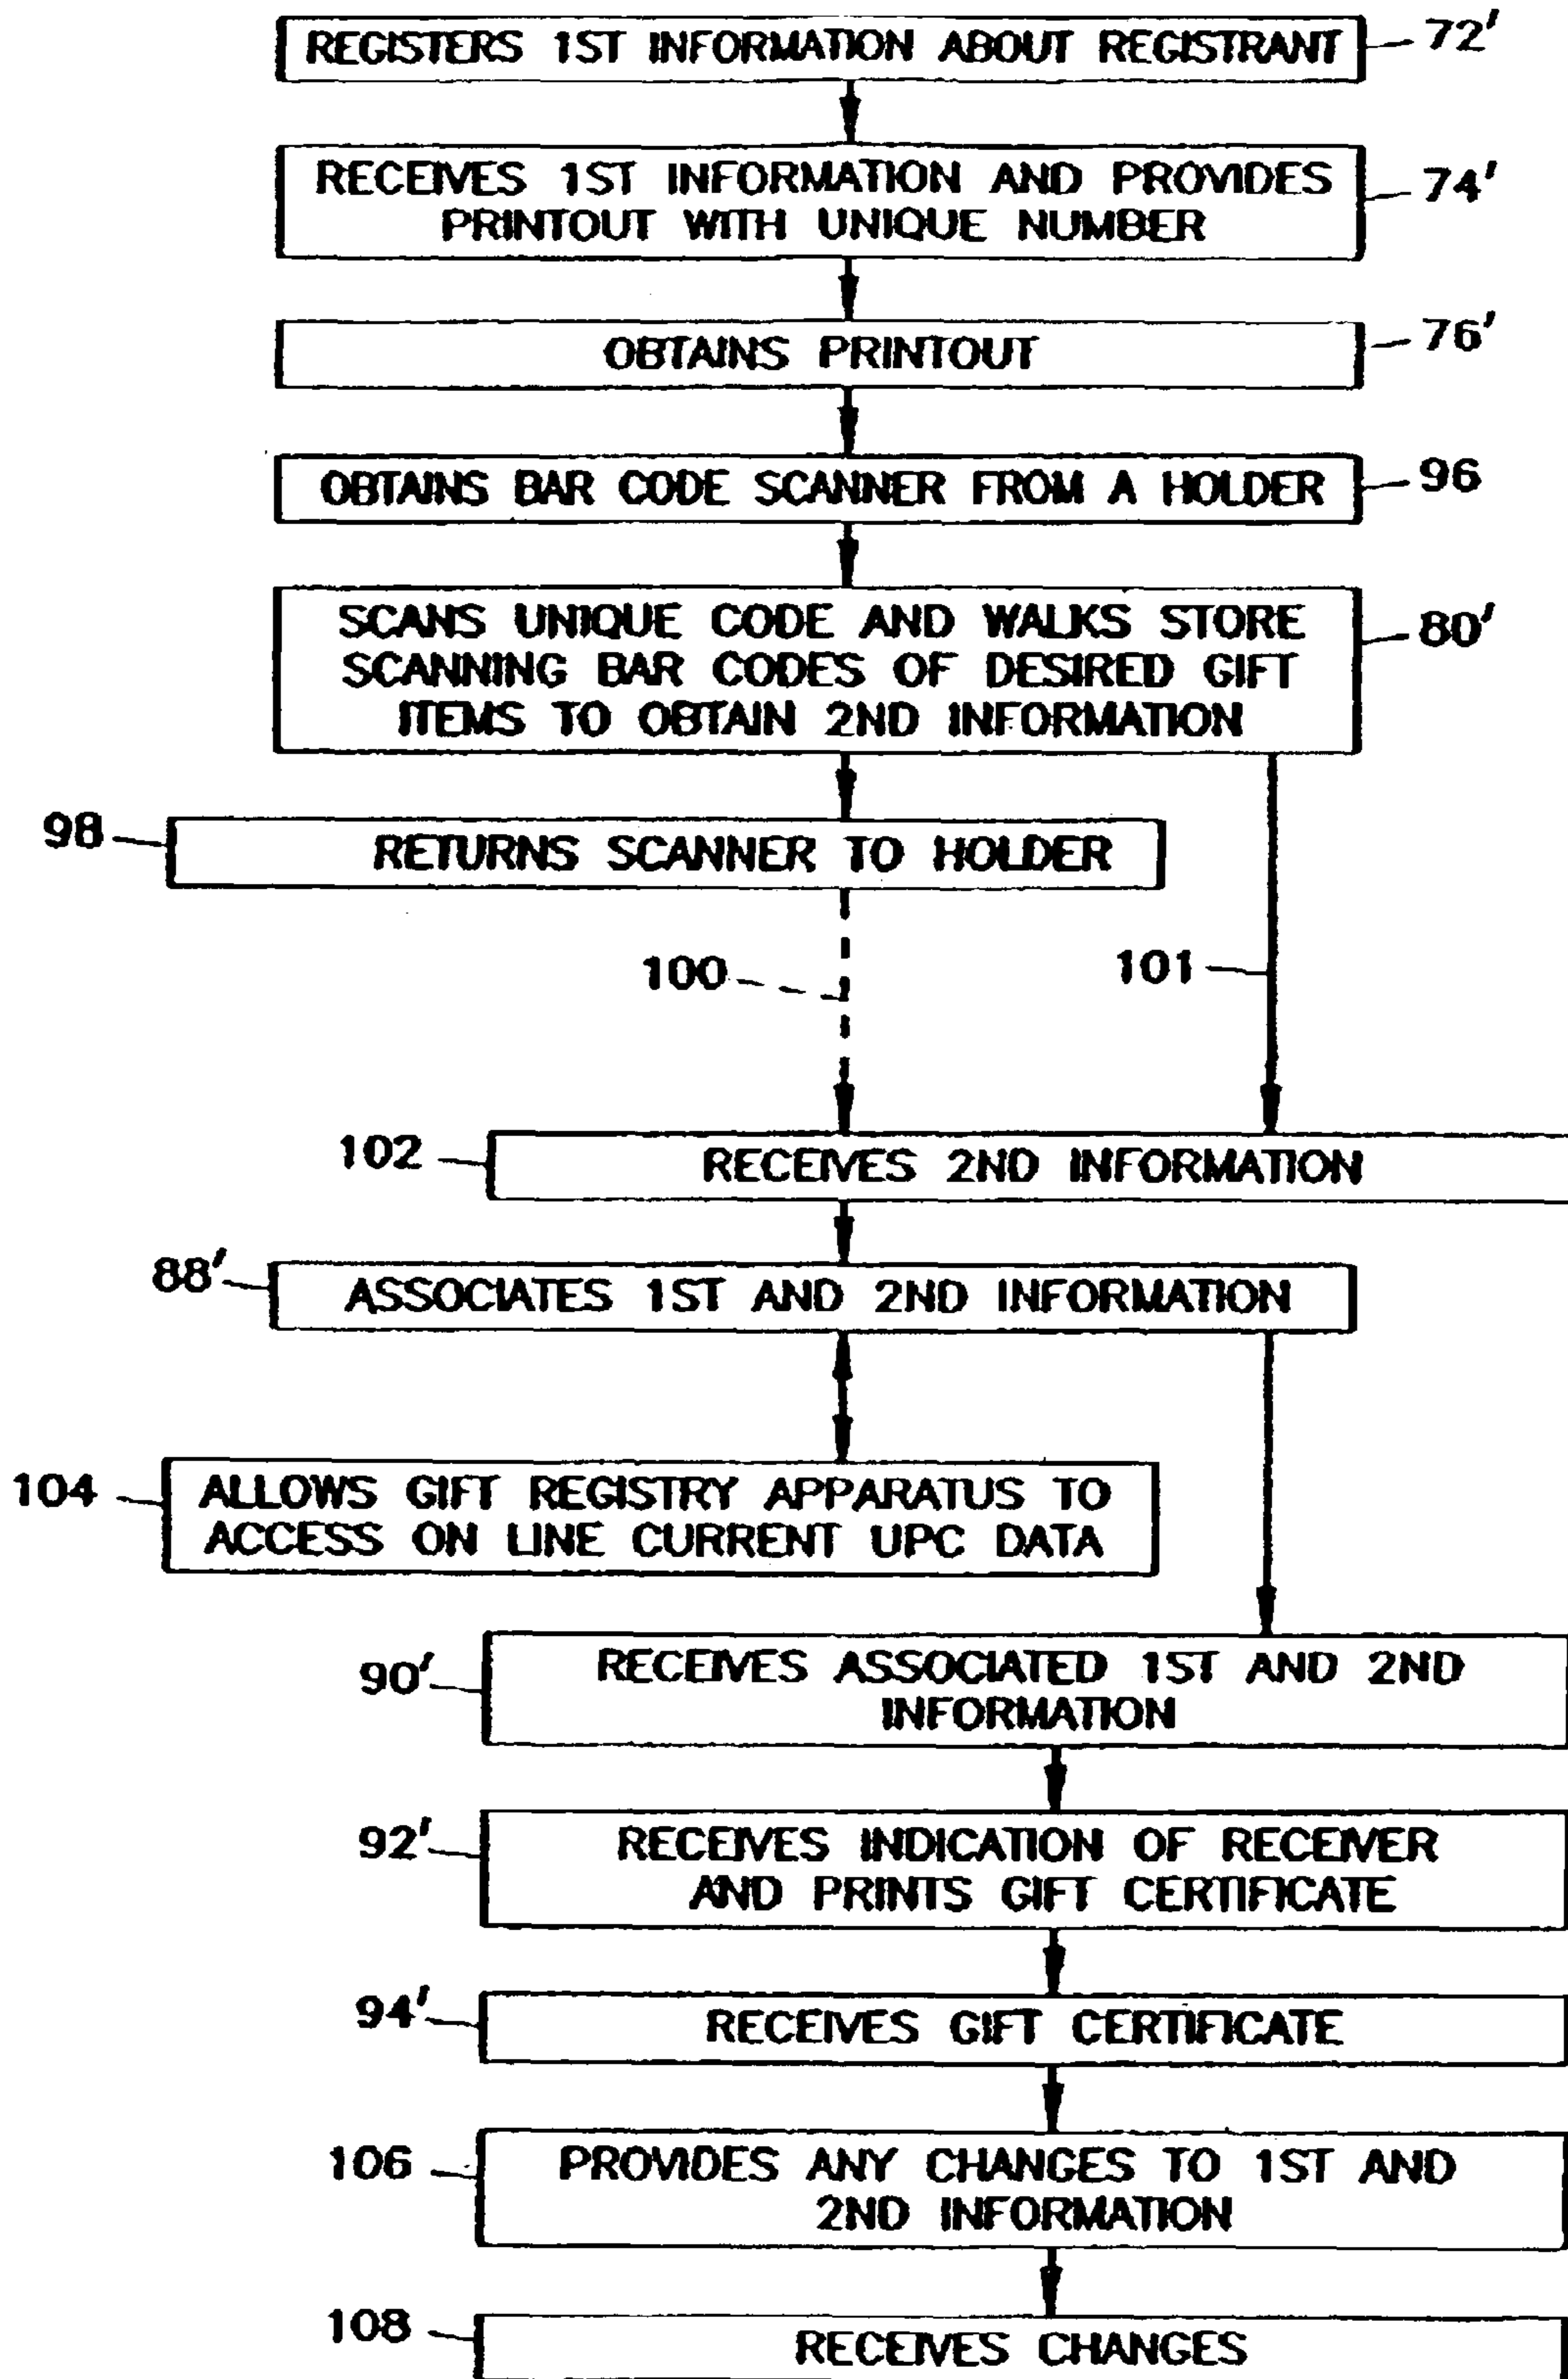 REGISTERS 1ST INFORMATION ABOUT REGISTRANT
72'
RECEIVES 1ST INFORMATION AND PROVIDES
PRINTOUT WITH UNIQUE NUMBER
74'
OBTAINS PRINTOUT
76'
OBTAINS BAR CODE SCANNER FROM A HOLDER
96
SCANS UNIQUE CODE AND WALKS STORE
SCANNING BAR CODES OF DESIRED GIFT
ITEMS TO OBTAIN 2ND INFORMATION
80'
98
RETURNS SCANNER TO HOLDER
100
101
102
RECEIVES 2ND INFORMATION
88'
ASSOCIATES 1ST AND 2ND INFORMATION
104
ALLOWS GIFT REGISTRY APPARATUS TO
ACCESS ON LINE CURRENT UPC DATA
90'
RECEIVES ASSOCIATED 1ST AND 2ND
INFORMATION
92'
RECEIVES INDICATION OF RECEIVER
AND PRINTS GIFT CERTIFICATE
94'
RECEIVES GIFT CERTIFICATE
106
PROVIDES ANY CHANGES TO 1ST AND
2ND INFORMATION
108
RECEIVES CHANGES